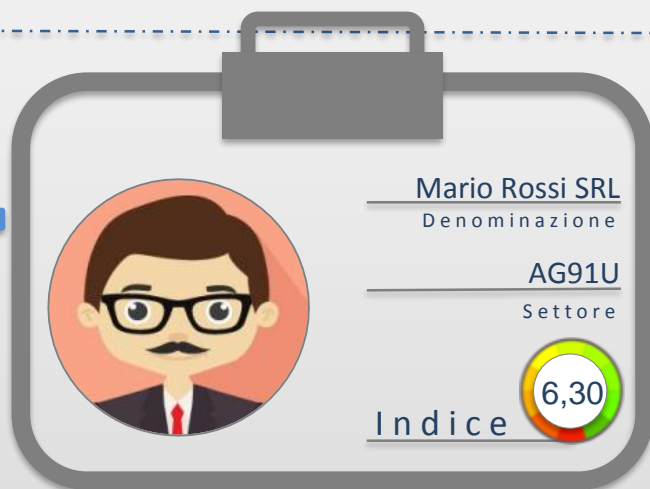 Mario Rossi SRL
Denominazione
AG91U
Settore
6,30
Indice